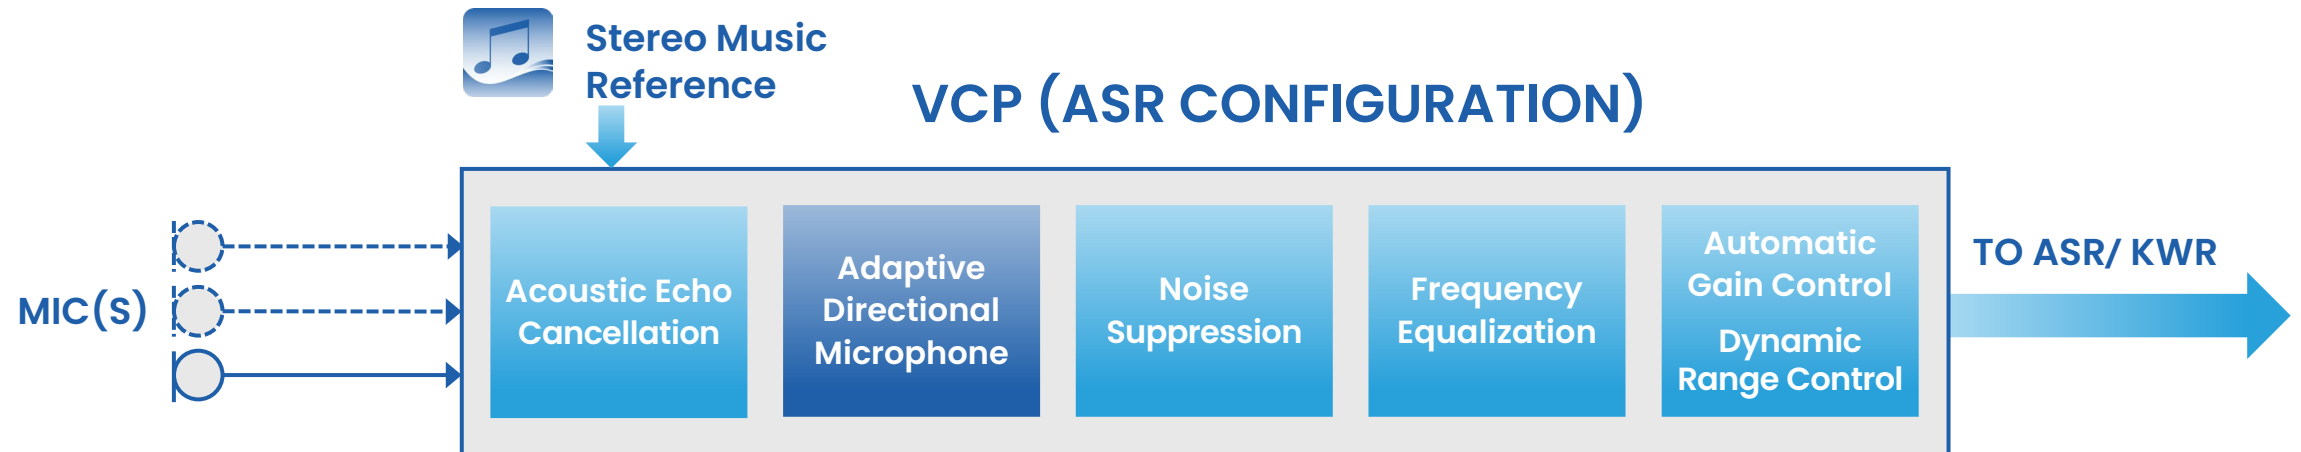 Stereo Music
Reference
VCP (ASR CONFIGURATION)
MIC(S)
Acoustic Echo
Cancellation
Adaptive
Directional
Microphone
Noise
Suppression
Frequency
Equalization
Automatic
Gain Control
Dynamic
Range Control
TO ASR/ KWR